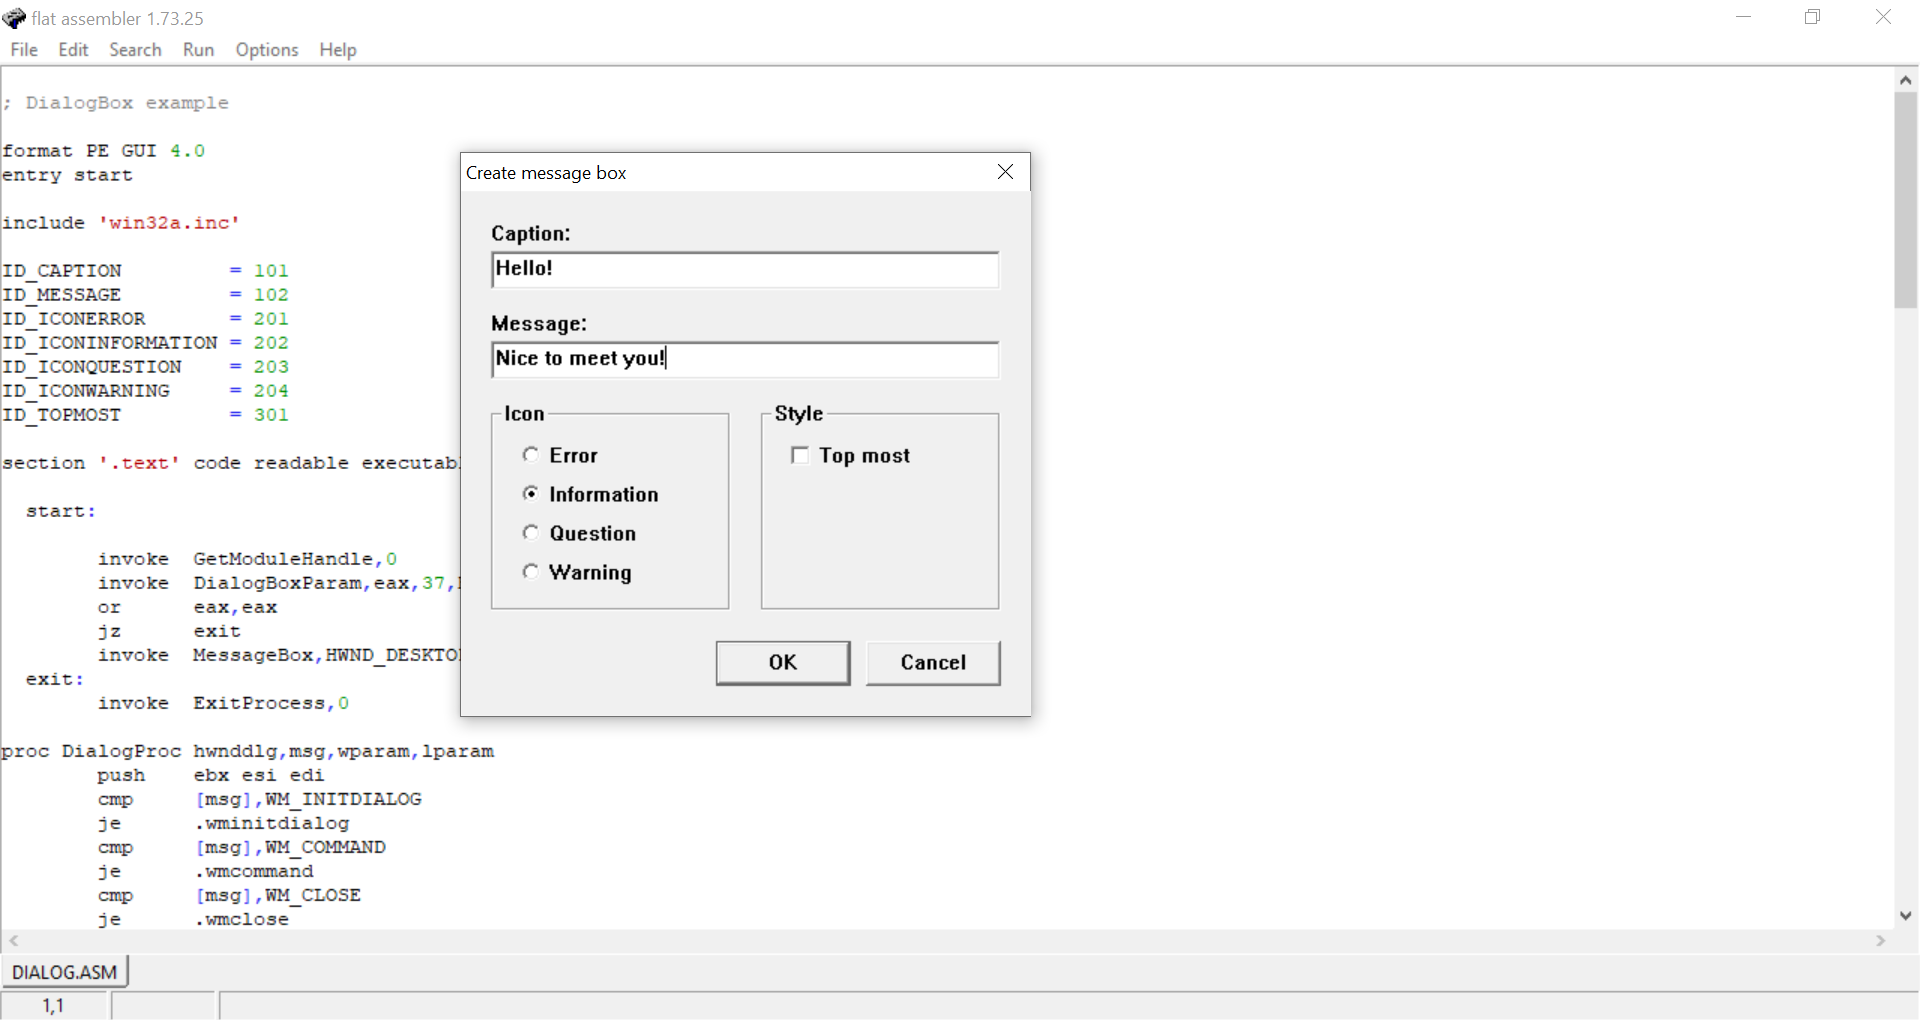 flat assembler 1.73.25
File Edit Search Run Options Help
; DialogBox example
format PE GUI 4.0
entry start
include 'win32a.inc'
ID_CAPTION = 101
ID_MESSAGE = 102
ID_ICONERROR = 201
ID_ICONINFORMATION = 202
ID_ICONQUESTION = 203
ID_ICONWARNING = 204
ID_TOPMOST = 301
section '.text' code readable executabl
start:
invoke GetModuleHandle,0
invoke DialogBoxParam,eax,37,
or eax,eax
jz exit
invoke MessageBox,HWND_DESKTO
exit:
invoke ExitProcess,0
proc DialogProc hwnddlg,msg,wparam,lparam
push ebx esi edi
cmp [msg],WM_INITDIALOG
je .wminitdialog
cmp [msg],WM_COMMAND
je .wmcommand
cmp [msg],WM_CLOSE
je .wmclose
Create message box
Caption:
Hello!
Message:
Nice to meet you!
Icon
Error
Information
Question
Warning
Style
Top most
OK Cancel
DIALOG.ASM
1,1